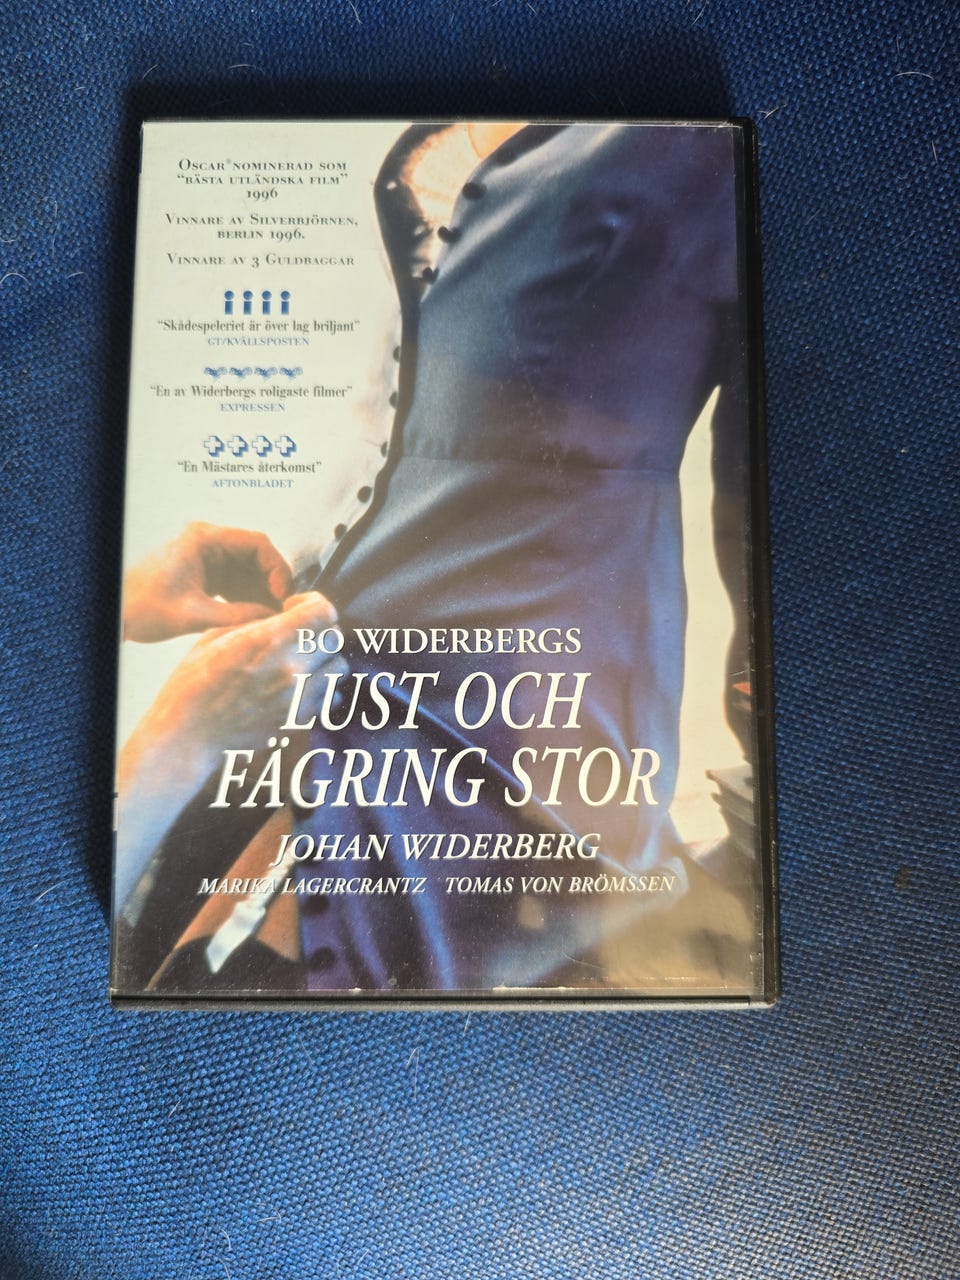 OSCAR® NOMINERAD SOM
"BÄSTA UTLÄNDSKA FILM"
1996
VINNARE AV SILVERBJÖRNEN,
BERLIN 1996.
VINNARE AV 3 GULDBAGGAR
"Skådespeleriet är över lag briljant"
GT/KVÄLLSPOSTEN
"En av Widerbergs roligaste filmer"
EXPRESSEN
"En Mästares återkomst"
AFTONBLADET
BO WIDERBERGS
LUST OCH
FÄGRING STOR
JOHAN WIDERBERG
MARIKA LAGERCRANTZ TOMAS VON BRÖMSSEN